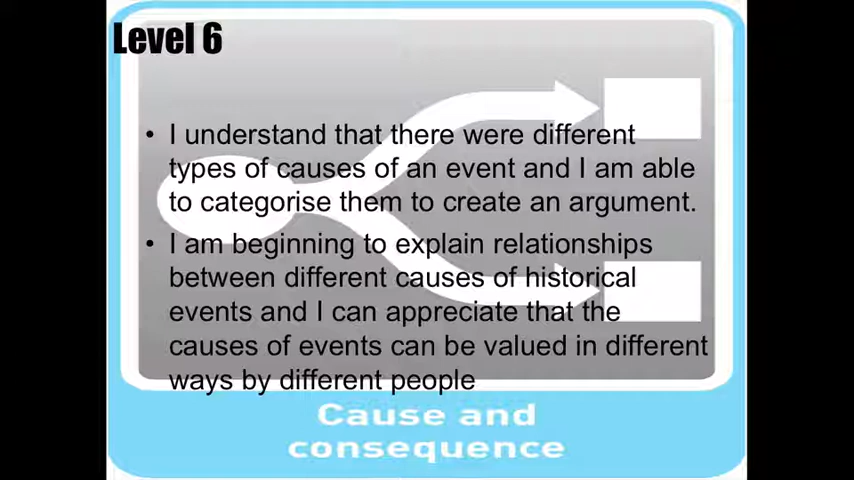 Level 6
• I understand that there were different
types of causes of an event and I am able
to categorise them to create an argument.
• I am beginning to explain relationships
between different causes of historical
events and I can appreciate that the
causes of events can be valued in different
ways by different people
Cause and
consequence